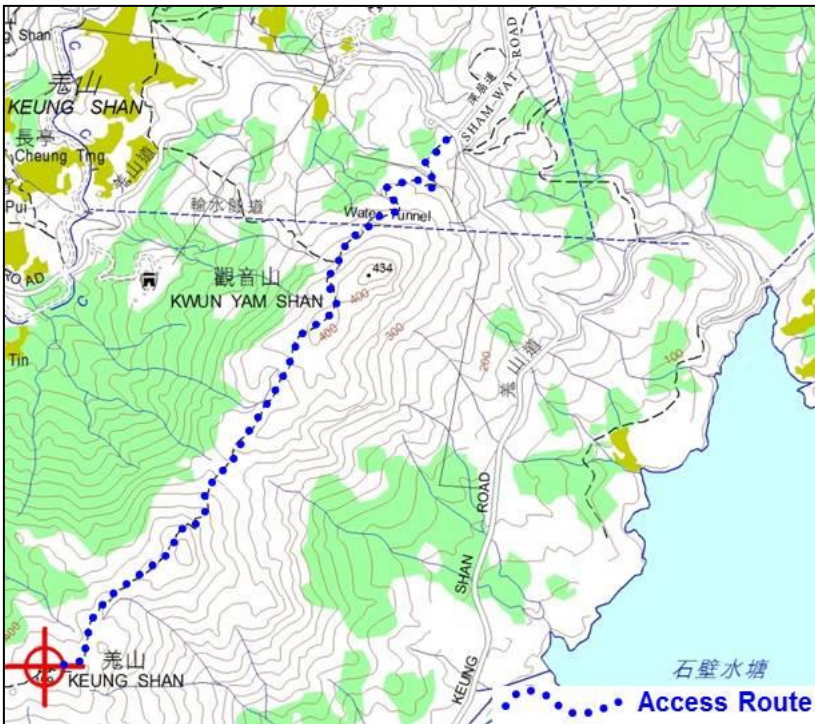 g Shan
羗山
KEUNG SHAN
長亭
Cheung Ting
羗山道
Pui
ROAD
C
C
C
C
深屈道
SHAM WAT ROAD
輸水隧道
Water Tunnel
觀音山
KWUN YAM SHAN
434
400
400
300
200
100
Tin
羗山道
KEUNG SHAN ROAD
400
羗山
KEUNG SHAN
石壁水塘
Access Route